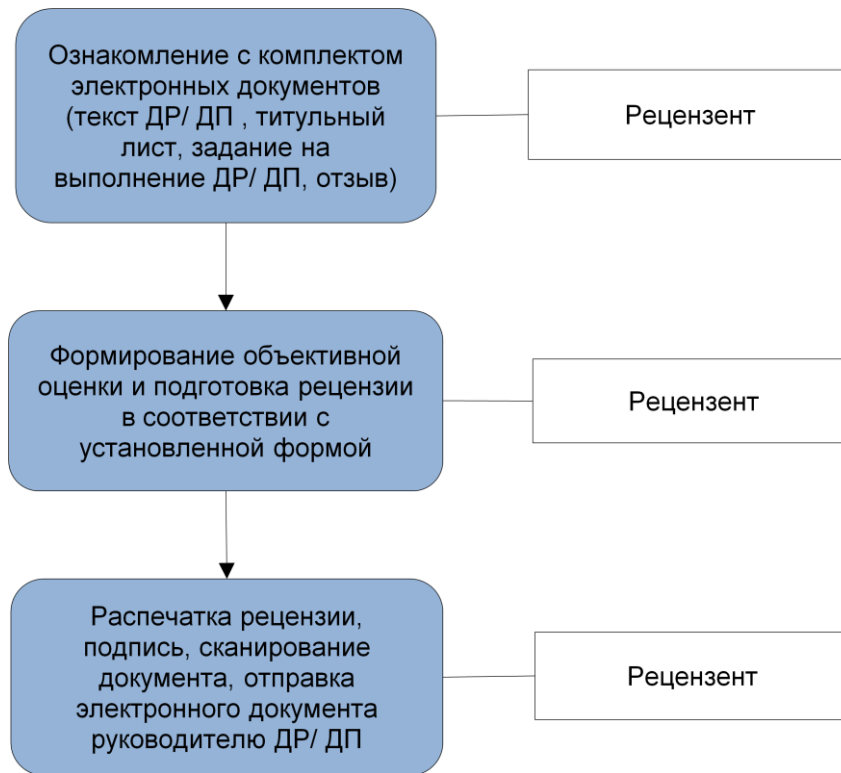 Ознакомление с комплектом
электронных документов
(текст ДР/ ДП , титульный
лист, задание на
выполнение ДР/ ДП, отзыв)
Рецензент
Формирование объективной
оценки и подготовка рецензии
в соответствии с
установленной формой
Рецензент
Распечатка рецензии,
подпись, сканирование
документа, отправка
электронного документа
руководителю ДР/ ДП
Рецензент